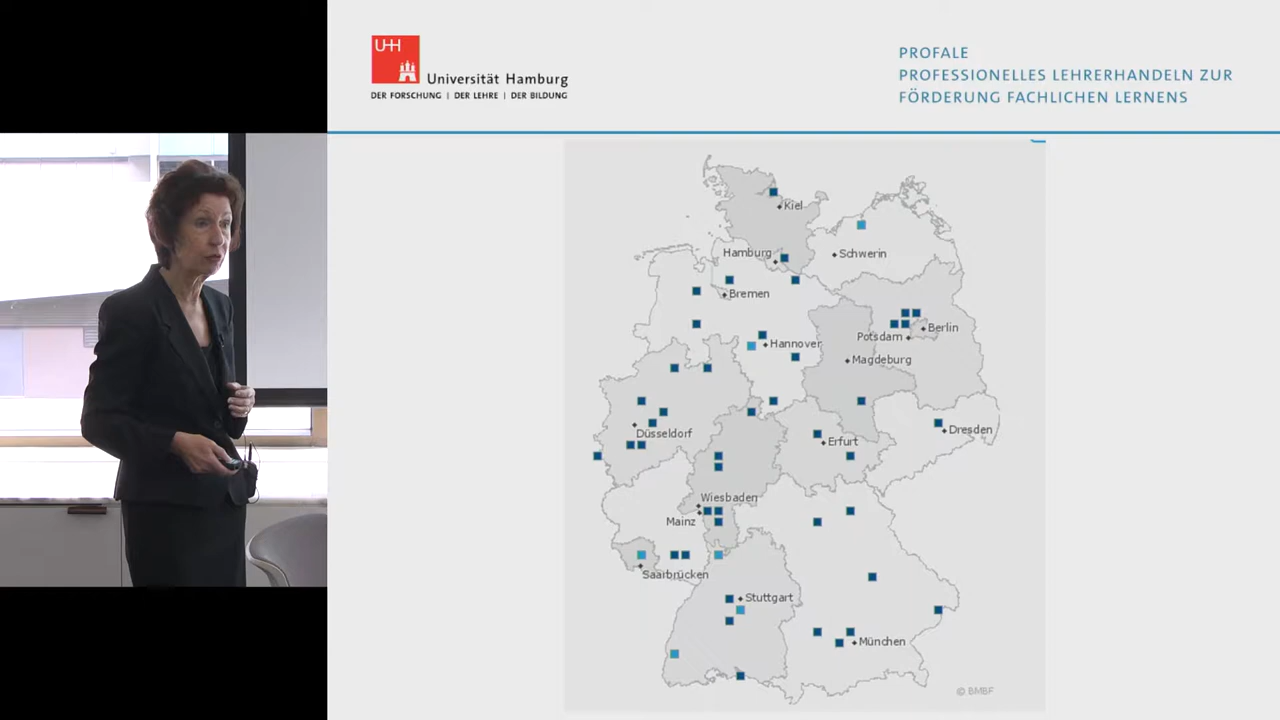 UHH
Universität Hamburg
DER FORSCHUNG | DER LEHRE | DER BILDUNG
PROFALE
PROFESSIONELLES LEHRERHANDELN ZUR
FÖRDERUNG FACHLICHEN LERNENS
Kiel
Hamburg
Schwerin
Bremen
Berlin
Potsdam
Hannover
Magdeburg
Düsseldorf
Dresden
Erfurt
Wiesbaden
Mainz
Saarbrücken
Stuttgart
München
© BMBF